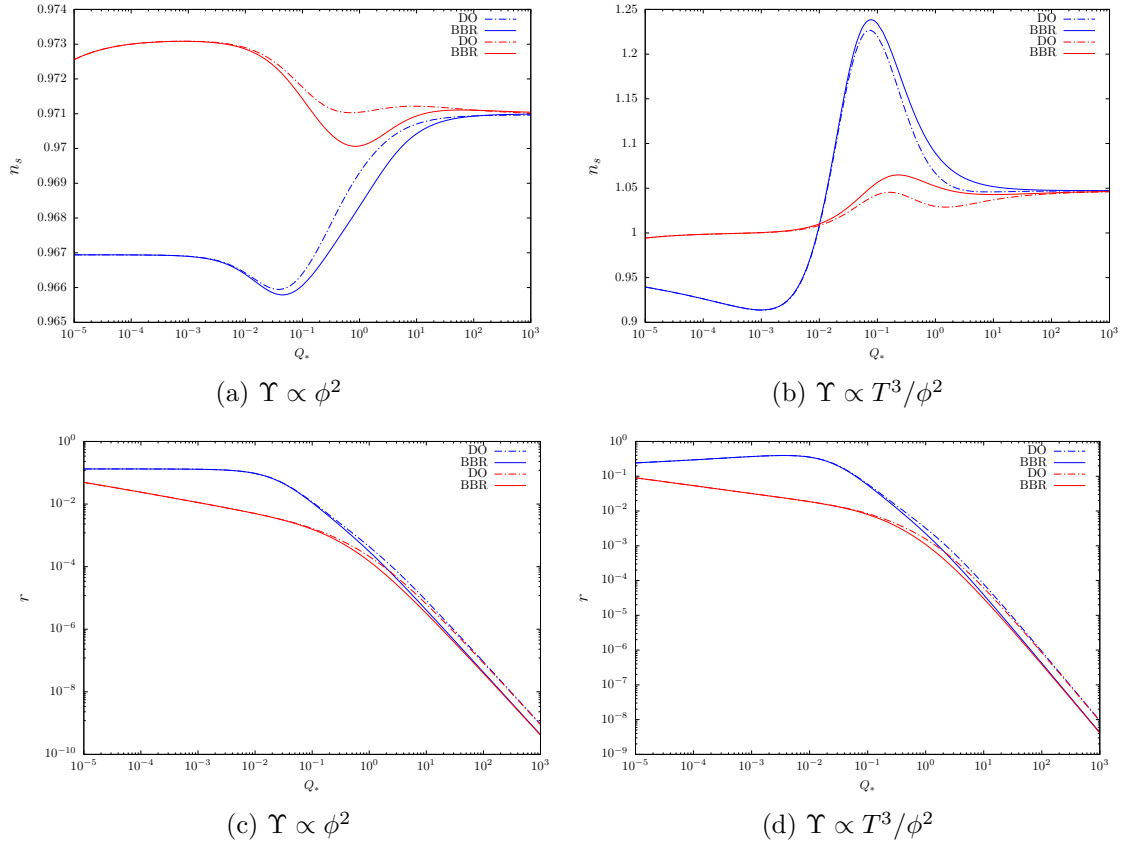 0.974
0.973
0.972
0.971
0.97
0.969
0.968
0.967
0.966
0.965
n_s
DO
BBR
DO
BBR
10^{-5} 10^{-4} 10^{-3} 10^{-2} 10^{-1} 10^{0} 10^{1} 10^{2} 10^{3}
Q_*
(a) ϒ ∝ ϕ^2
1.25
1.2
1.15
1.1
1.05
1
0.95
0.9
n_s
DO
BBR
DO
BBR
10^{-5} 10^{-4} 10^{-3} 10^{-2} 10^{-1} 10^{0} 10^{1} 10^{2} 10^{3}
Q_*
(b) ϒ ∝ T^3/ϕ^2
10^{0}
10^{-2}
10^{-4}
10^{-6}
10^{-8}
10^{-10}
r
DO
BBR
DO
BBR
10^{-5} 10^{-4} 10^{-3} 10^{-2} 10^{-1} 10^{0} 10^{1} 10^{2} 10^{3}
Q_*
(c) ϒ ∝ ϕ^2
10^{0}
10^{-1}
10^{-2}
10^{-3}
10^{-4}
10^{-5}
10^{-6}
10^{-7}
10^{-8}
10^{-9}
r
DO
BBR
DO
BBR
10^{-5} 10^{-4} 10^{-3} 10^{-2} 10^{-1} 10^{0} 10^{1} 10^{2} 10^{3}
Q_*
(d) ϒ ∝ T^3/ϕ^2